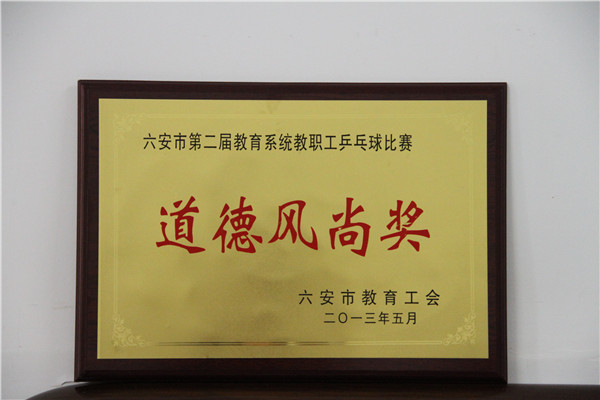 六安市第二届教育系统教职工乒乓球比赛
道德风尚奖
六安市教育工会
二〇一三年五月